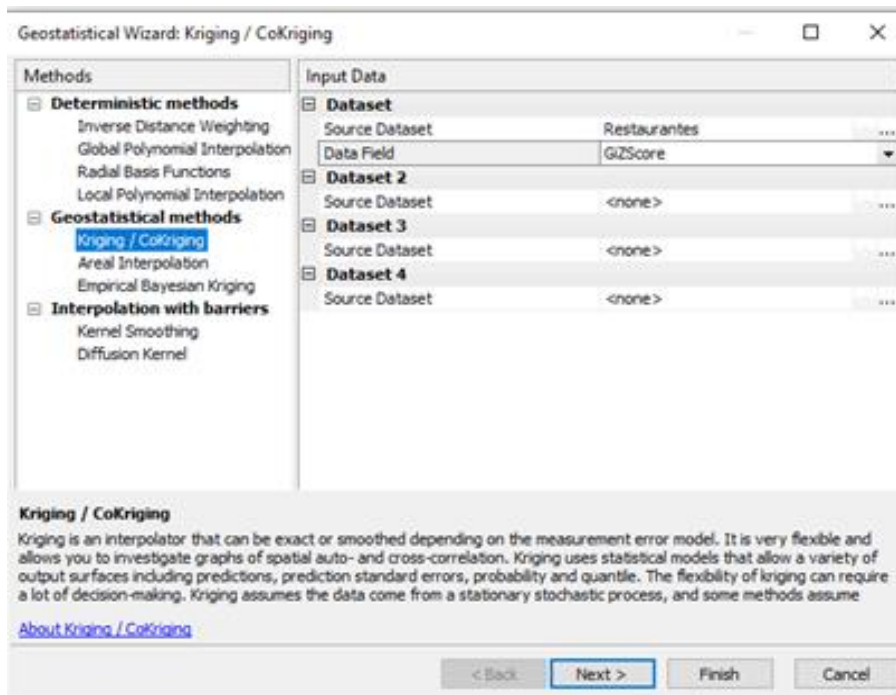 Geostatistical Wizard: Kriging / CoKriging
Methods
Deterministic methods
Inverse Distance Weighting
Global Polynomial Interpolation
Radial Basis Functions
Local Polynomial Interpolation
Geostatistical methods
Kriging / CoKriging
Areal Interpolation
Empirical Bayesian Kriging
Interpolation with barriers
Kernel Smoothing
Diffusion Kernel
Input Data
Dataset
Source Dataset Restaurantes ...
Data Field GiZScore
Dataset 2
Source Dataset <none> ...
Dataset 3
Source Dataset <none> ...
Dataset 4
Source Dataset <none> ...
Kriging / CoKriging
Kriging is an interpolator that can be exact or smoothed depending on the measurement error model. It is very flexible and
allows you to investigate graphs of spatial auto- and cross-correlation. Kriging uses statistical models that allow a variety of
output surfaces including predictions, prediction standard errors, probability and quantile. The flexibility of kriging can require
a lot of decision-making. Kriging assumes the data come from a stationary stochastic process, and some methods assume
About Kriging / CoKriging
< Back Next > Finish Cancel